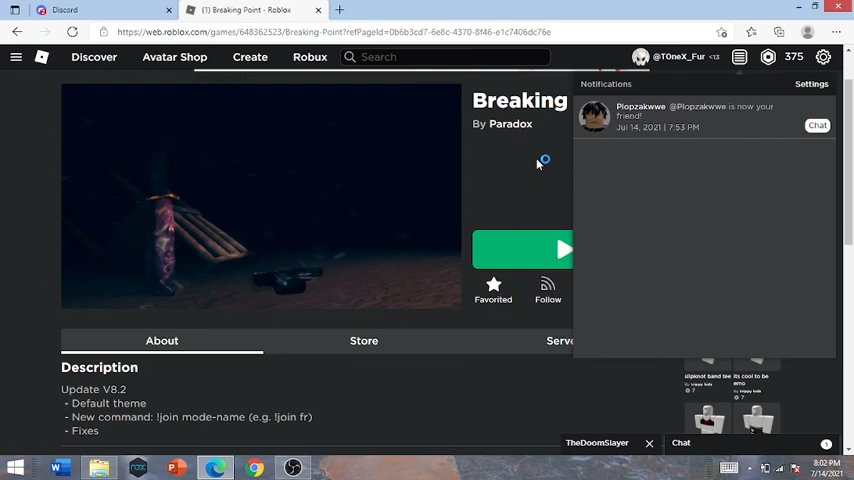 Discord
(1) Breaking Point - Roblox
https://web.roblox.com/games/648362523/Breaking-Point?refPageId=0b6b3cd7-6e8c-4370-8f46-e1c7406dc76e
Discover
Avatar Shop
Create
Robux
Search
@T0neX_Fur <13
375
Notifications
Settings
Plopzakwwe @Plopzakwwe is now your
friend!
Jul 14, 2021 | 7:53 PM
Chat
Breaking
By Paradox
Favorited
Follow
About
Store
Serve
Description
Update V8.2
- Default theme
- New command: !join mode-name (e.g. !join fr)
- Fixes
slipknot band tee
its cool to be
emo
7
7
TheDoomSlayer
Chat
1
8:02 PM
7/14/2021